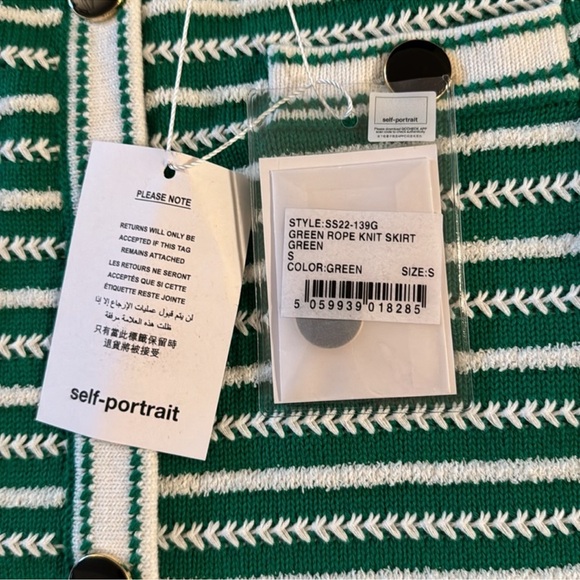 PLEASE NOTE
RETURNS WILL ONLY BE
ACCEPTED IF THIS TAG
REMAINS ATTACHED
LES RETOURS NE SERONT
ACCEPTÉS QUE SI CETTE
ÉTIQUETTE RESTE JOINTE
لن يتم قبول عمليات الإرجاع إلا إذا
ظلت هذه العلامة مرفقة
只有當此標籤保留時
退貨將被接受
self-portrait
self-portrait
STYLE:SS22-139G
GREEN ROPE KNIT SKIRT
GREEN
S
COLOR:GREEN SIZE:S
5 059939 018285